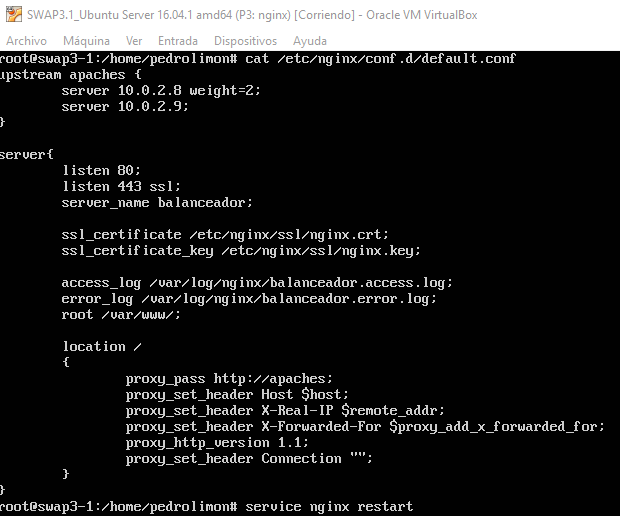 SWAP3.1_Ubuntu Server 16.04.1 amd64 (P3: nginx) [Corriendo] - Oracle VM VirtualBox
Archivo Máquina Ver Entrada Dispositivos Ayuda
root@swap3-1:/home/pedrolimon# cat /etc/nginx/conf.d/default.conf
upstream apaches {
        server 10.0.2.8 weight=2;
        server 10.0.2.9;
}

server{
        listen 80;
        listen 443 ssl;
        server_name balanceador;

        ssl_certificate /etc/nginx/ssl/nginx.crt;
        ssl_certificate_key /etc/nginx/ssl/nginx.key;

        access_log /var/log/nginx/balanceador.access.log;
        error_log /var/log/nginx/balanceador.error.log;
        root /var/www/;

        location /
        {
                proxy_pass http://apaches;
                proxy_set_header Host $host;
                proxy_set_header X-Real-IP $remote_addr;
                proxy_set_header X-Forwarded-For $proxy_add_x_forwarded_for;
                proxy_http_version 1.1;
                proxy_set_header Connection "";
        }
}
root@swap3-1:/home/pedrolimon# service nginx restart